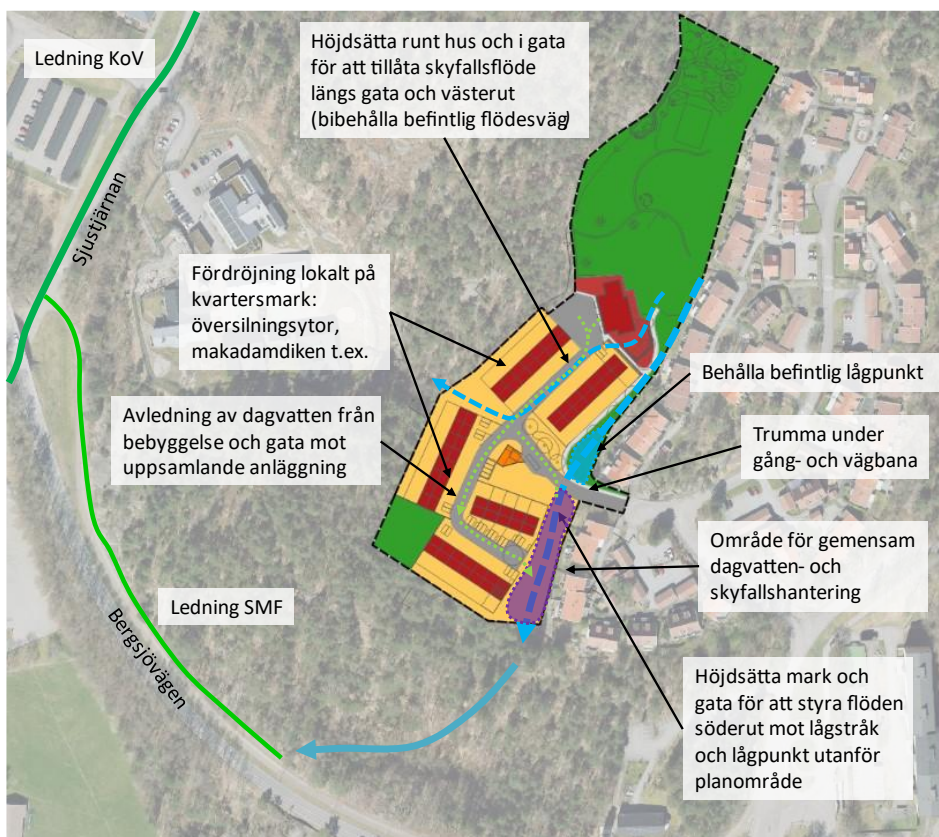 Ledning KoV
Höjdsätta runt hus och i gata
för att tillåta skyfallsflöde
längs gata och västerut
(bibehålla befintlig flödesväg)
Sjustjärnan
Fördröjning lokalt på
kvartersmark:
översilningsytor,
makadamdiken t.ex.
Behålla befintlig lågpunkt
Avledning av dagvatten från
bebyggelse och gata mot
uppsamlande anläggning
Trumma under
gång- och vägbana
Område för gemensam
dagvatten- och
skyfallshantering
Ledning SMF
Bergsjövägen
Höjdsätta mark och
gata för att styra flöden
söderut mot lågstråk
och lågpunkt utanför
planområde